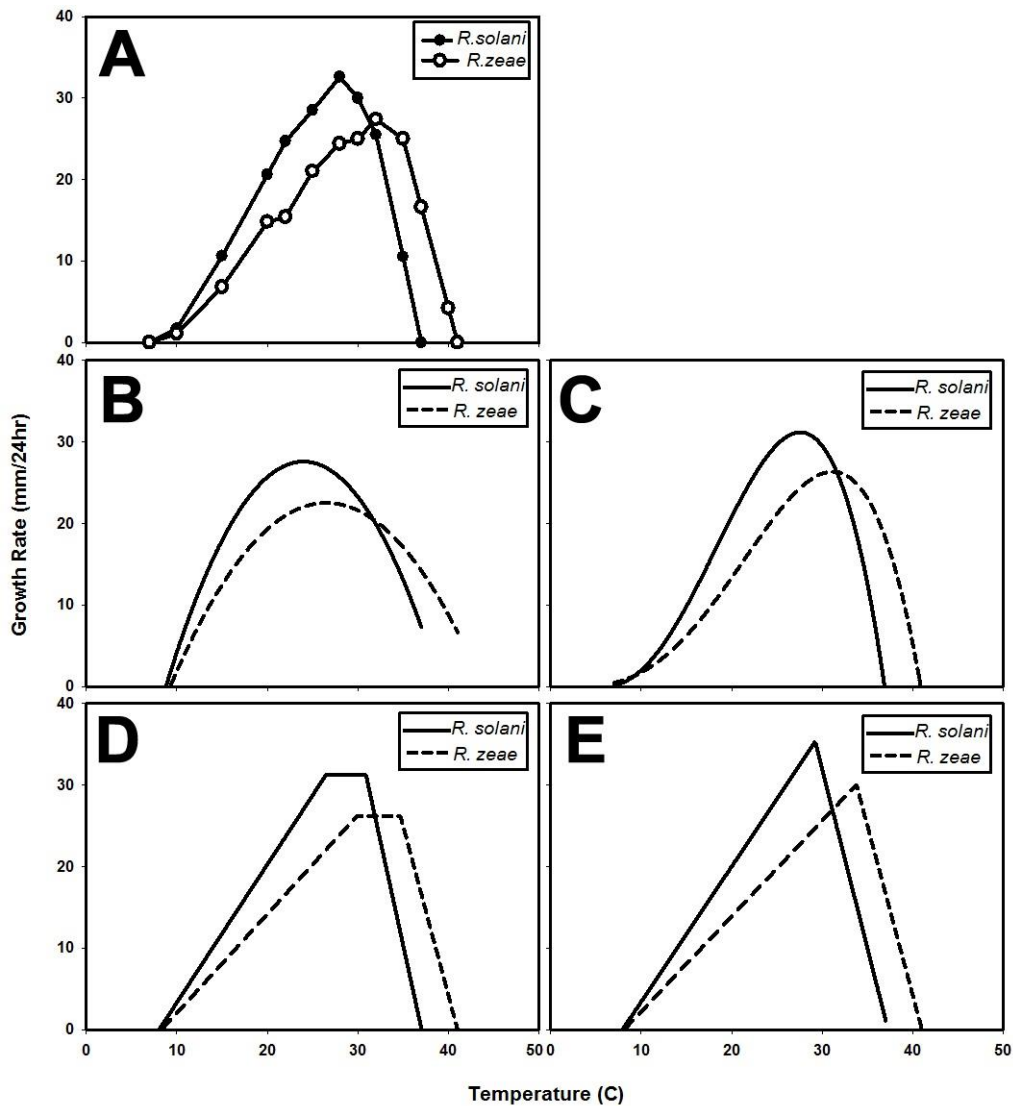 40
A
R.solani
R.zeae
30
20
10
0
40
B
R. solani
R. zeae
C
R. solani
R. zeae
30
20
10
0
Growth Rate (mm/24hr)
40
D
R. solani
R. zeae
E
R. solani
R. zeae
30
20
10
0
0 10 20 30 40 50 0 10 20 30 40 50
Temperature (C)